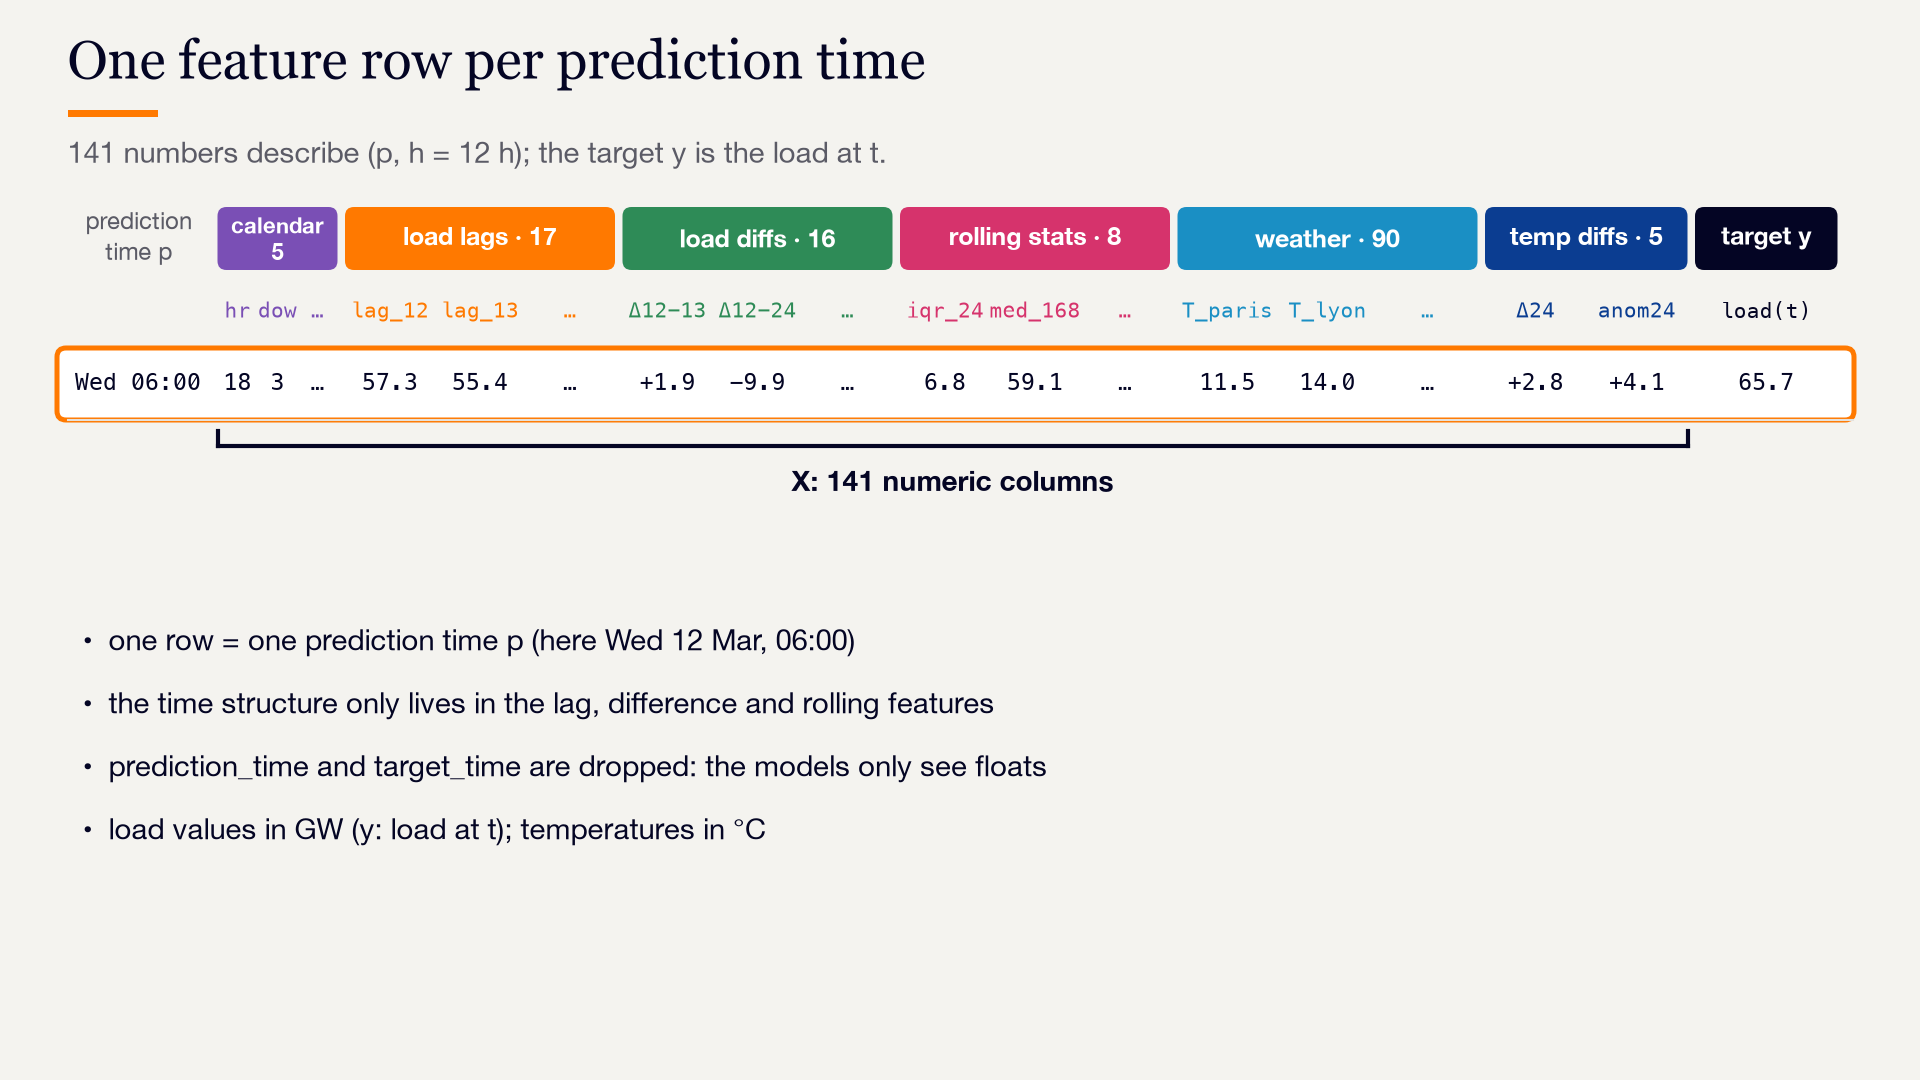 One feature row per prediction time
141 numbers describe (p, h = 12 h); the target y is the load at t.
prediction time p
calendar 5
load lags · 17
load diffs · 16
rolling stats · 8
weather · 90
temp diffs · 5
target y
hr dow … lag_12 lag_13 … Δ12−13 Δ12−24 … iqr_24 med_168 … T_paris T_lyon … Δ24 anom24 load(t)
Wed 06:00 18 3 … 57.3 55.4 … +1.9 −9.9 … 6.8 59.1 … 11.5 14.0 … +2.8 +4.1 65.7
X: 141 numeric columns
• one row = one prediction time p (here Wed 12 Mar, 06:00)
• the time structure only lives in the lag, difference and rolling features
• prediction_time and target_time are dropped: the models only see floats
• load values in GW (y: load at t); temperatures in °C